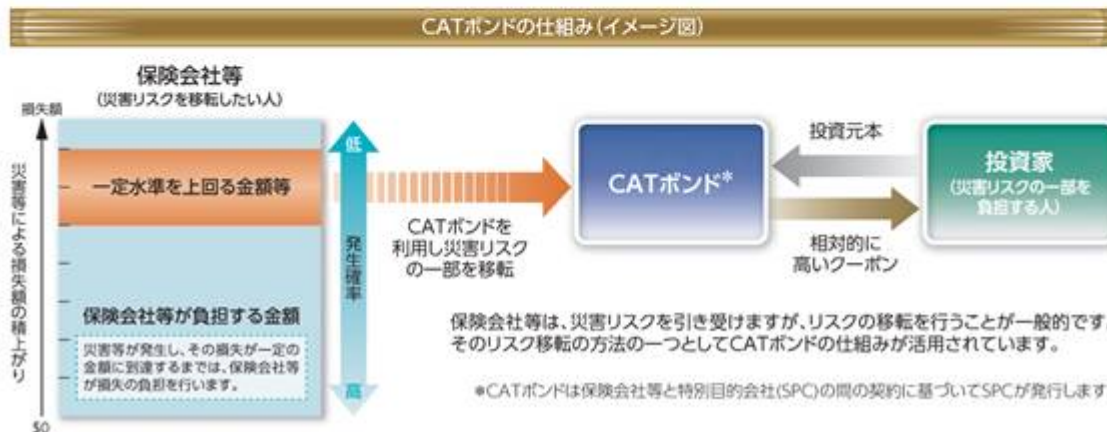 CATボンドの仕組み(イメージ図)
保険会社等
(災害リスクを移転したい人)
損失額
災害等による損失額の積上がり
$0
一定水準を上回る金額等
保険会社等が負担する金額
災害等が発生し、その損失が一定の
金額に到達するまでは、保険会社等
が損失の負担を行います。
低
発生確率
高
CATボンドを
利用し災害リスク
の一部を移転
CATボンド*
投資元本
相対的に
高いクーポン
投資家
(災害リスクの一部を
負担する人)
保険会社等は、災害リスクを引き受けますが、リスクの移転を行うことが一般的です
そのリスク移転の方法の一つとしてCATボンドの仕組みが活用されています。
*CATボンドは保険会社等と特別目的会社(SPC)の間の契約に基づいてSPCが発行します